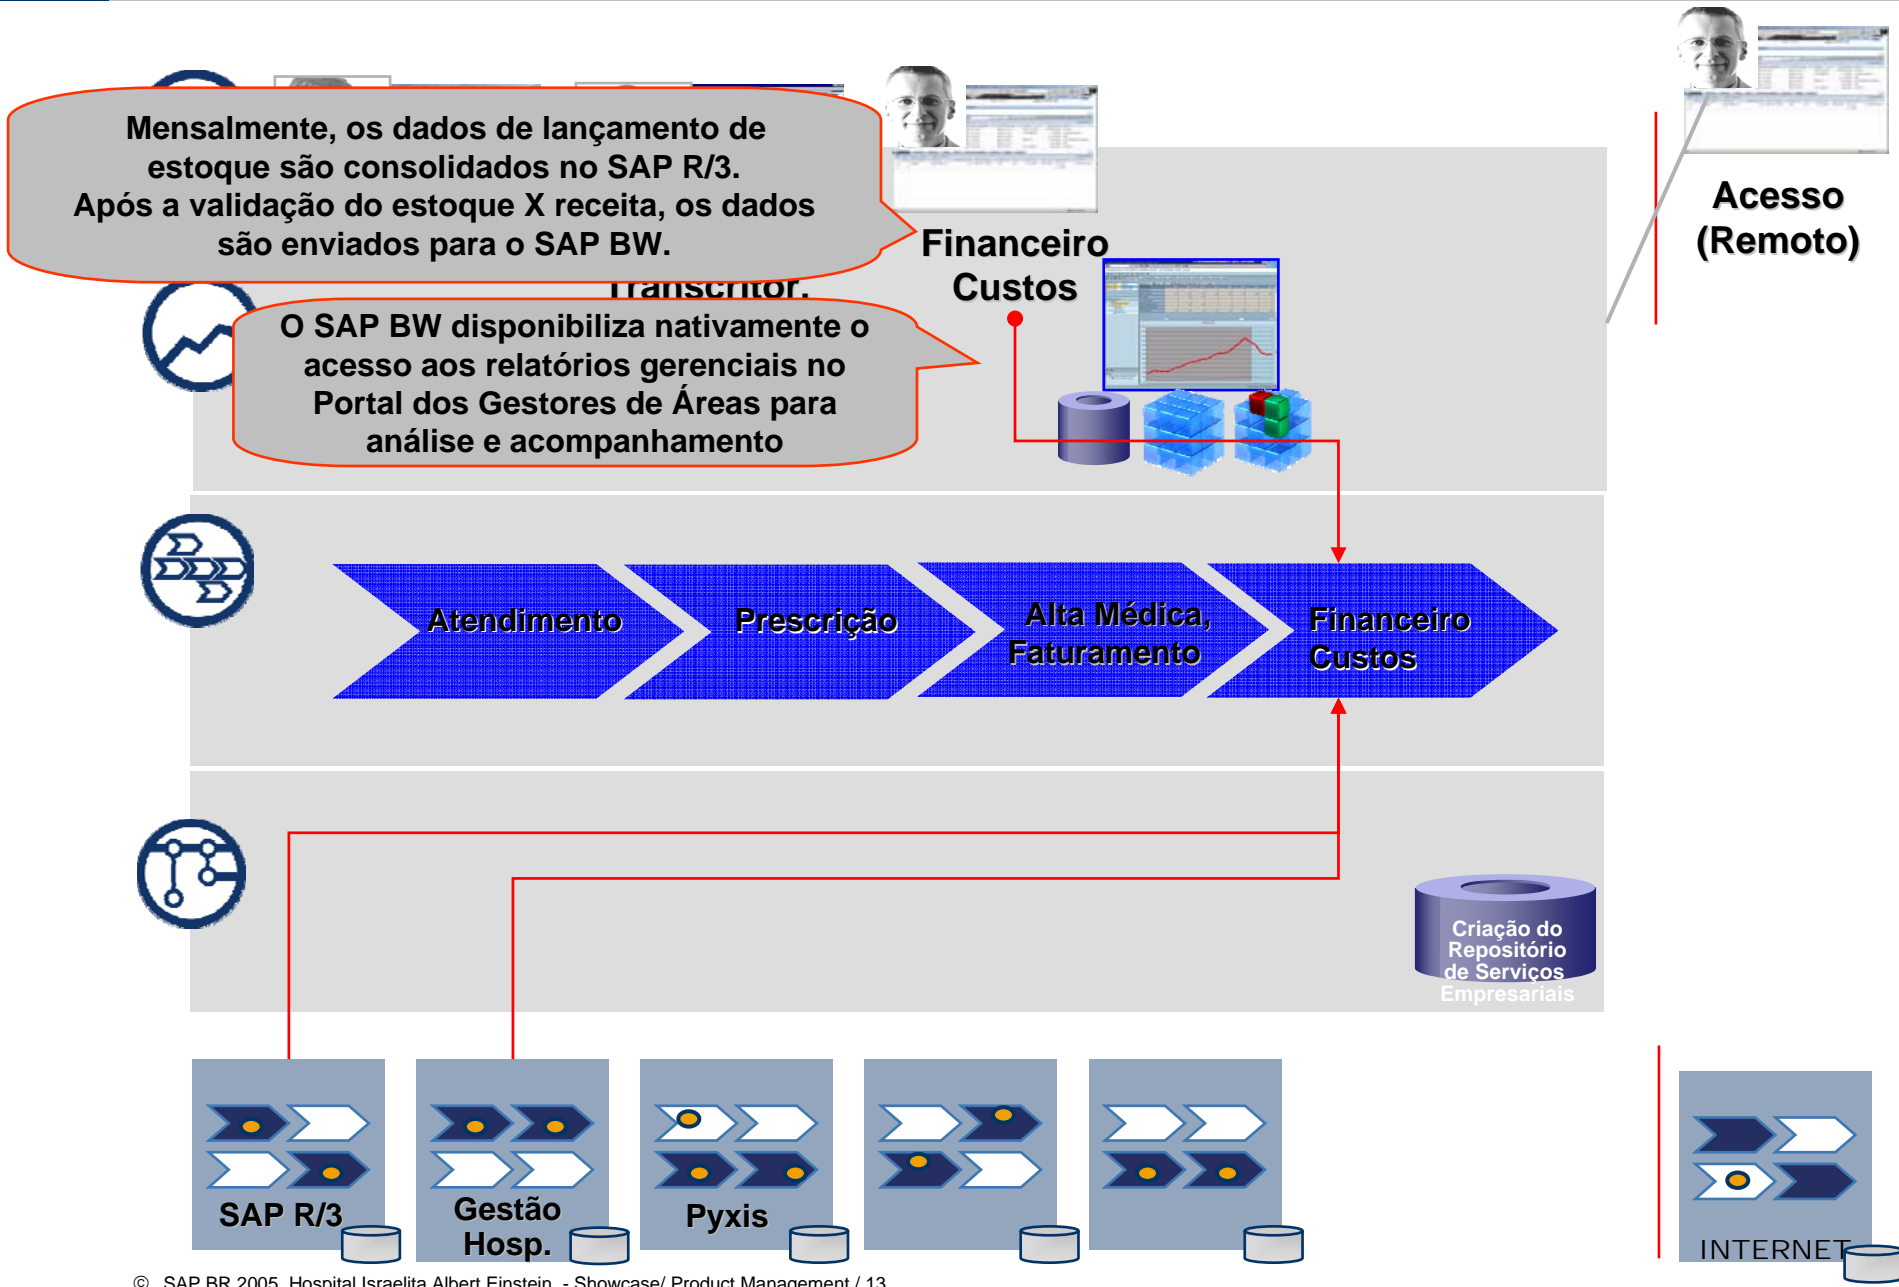 Mensalmente, os dados de lançamento de
estoque são consolidados no SAP R/3.
Após a validação do estoque X receita, os dados
são enviados para o SAP BW.
Acesso
(Remoto)
Financeiro
Custos
Transcritor.
O SAP BW disponibiliza nativamente o
acesso aos relatórios gerenciais no
Portal dos Gestores de Áreas para
análise e acompanhamento
Atendimento
Prescrição
Alta Médica,
Faturamento
Financeiro
Custos
Criação do
Repositório
de Serviços
Empresariais
SAP R/3
Gestão
Hosp.
Pyxis
INTERNET
© SAP BR 2005, Hospital Israelita Albert Einstein - Showcase/ Product Management / 13